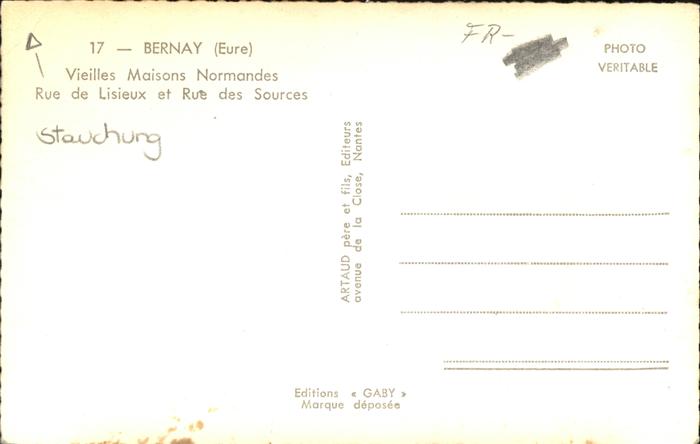 17 — BERNAY (Eure)
Vieilles Maisons Normandes
Rue de Lisieux et Rue des Sources
Stauchung
FR-
PHOTO
VERITABLE
ARTAUD père et fils, Editeurs
avenue de la Close, Nantes
Editions « GABY »
Marque déposée